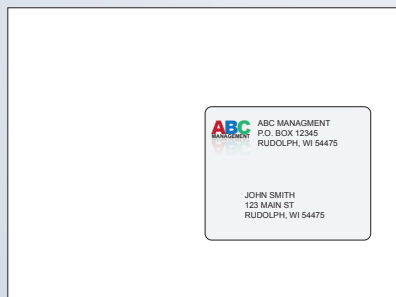 ABC
MANAGEMENT
ABC MANAGMENT
P.O. BOX 12345
RUDOLPH, WI 54475
JOHN SMITH
123 MAIN ST
RUDOLPH, WI 54475